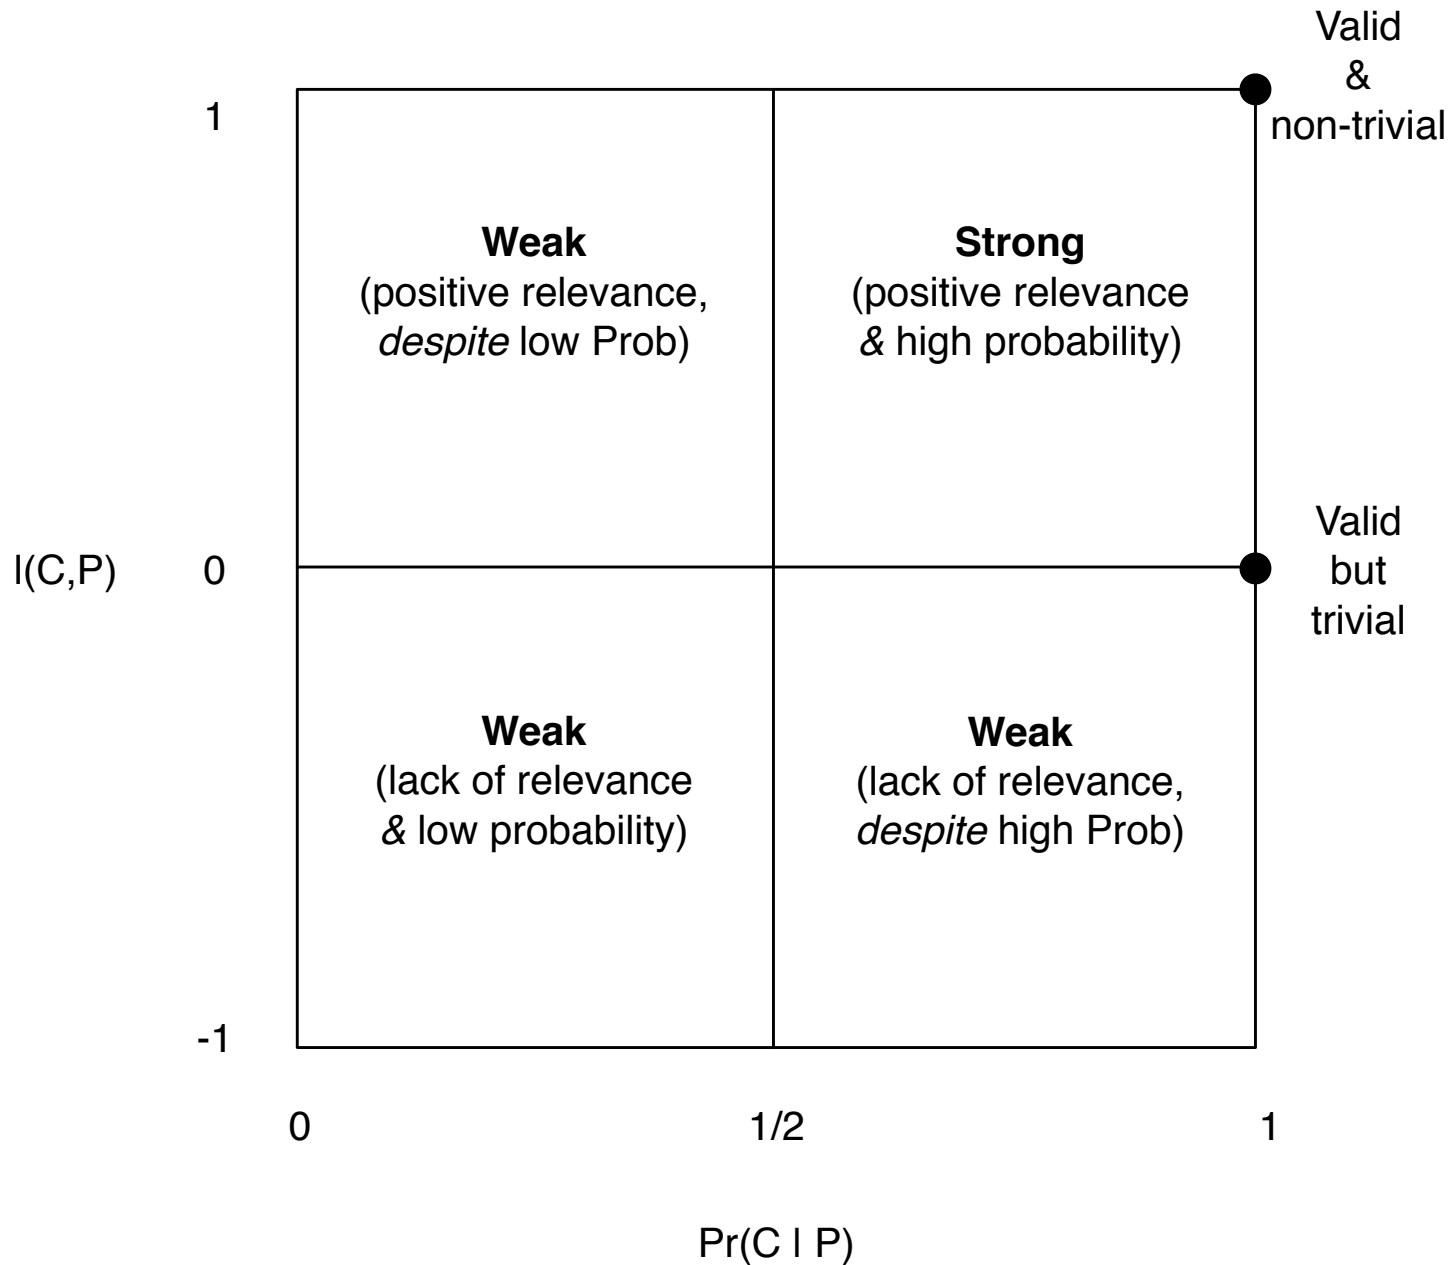 Valid
&
non-trivial
1
Weak
(positive relevance,
despite low Prob)
Strong
(positive relevance
& high probability)
l(C,P)
0
Valid
but
trivial
Weak
(lack of relevance
& low probability)
Weak
(lack of relevance,
despite high Prob)
-1
0
1/2
1
Pr(C | P)